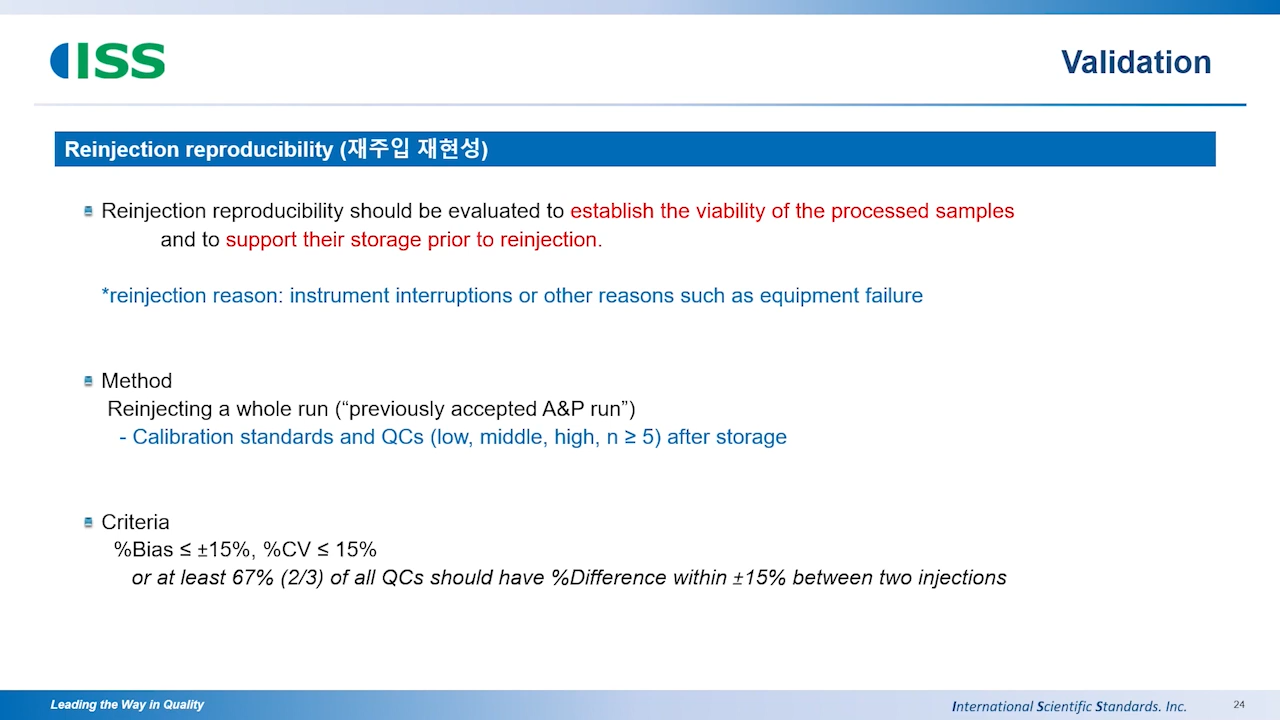 ISS
Validation
Reinjection reproducibility (재주입 재현성)
Reinjection reproducibility should be evaluated to establish the viability of the processed samples
and to support their storage prior to reinjection.
*reinjection reason: instrument interruptions or other reasons such as equipment failure
Method
Reinjecting a whole run (“previously accepted A&P run”)
- Calibration standards and QCs (low, middle, high, n ≥ 5) after storage
Criteria
%Bias ≤ ±15%, %CV ≤ 15%
or at least 67% (2/3) of all QCs should have %Difference within ±15% between two injections
Leading the Way in Quality
International Scientific Standards. Inc.
24